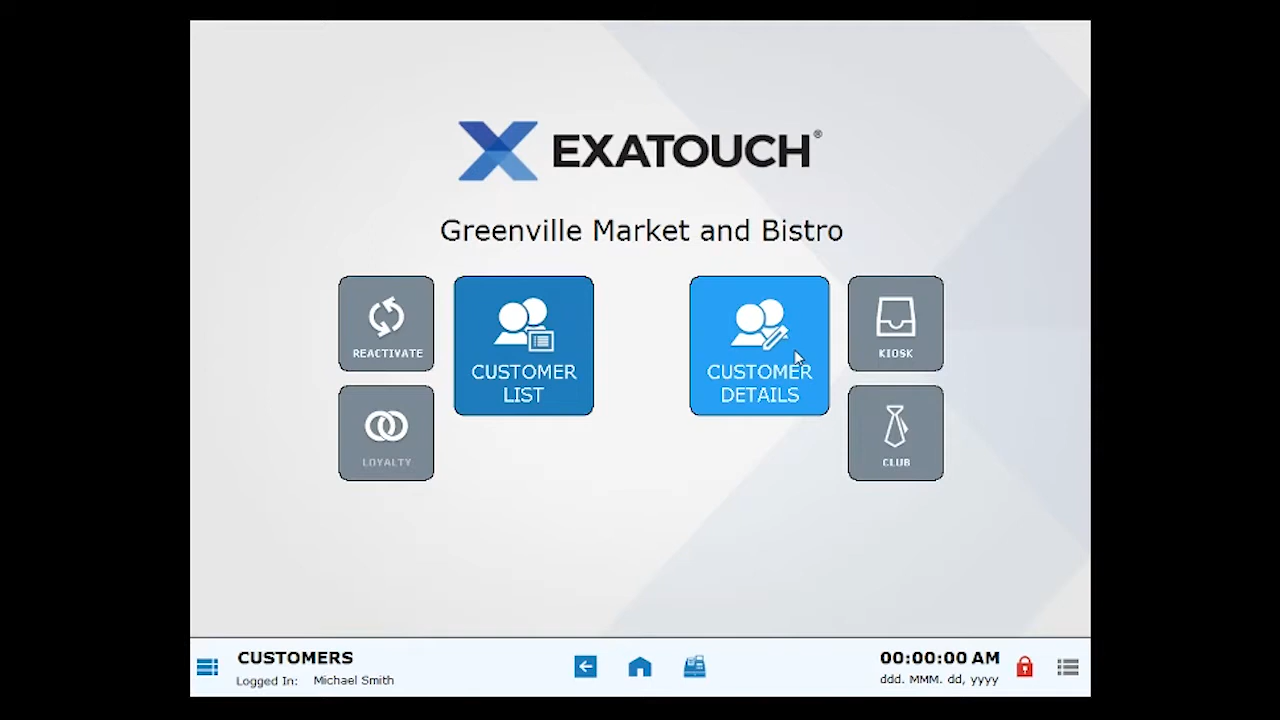 EXATOUCH®
Greenville Market and Bistro
REACTIVATE
CUSTOMER
LIST
CUSTOMER
DETAILS
KIOSK
LOYALTY
CLUB
CUSTOMERS
Logged In: Michael Smith
00:00:00 AM
ddd. MMM. dd, yyyy